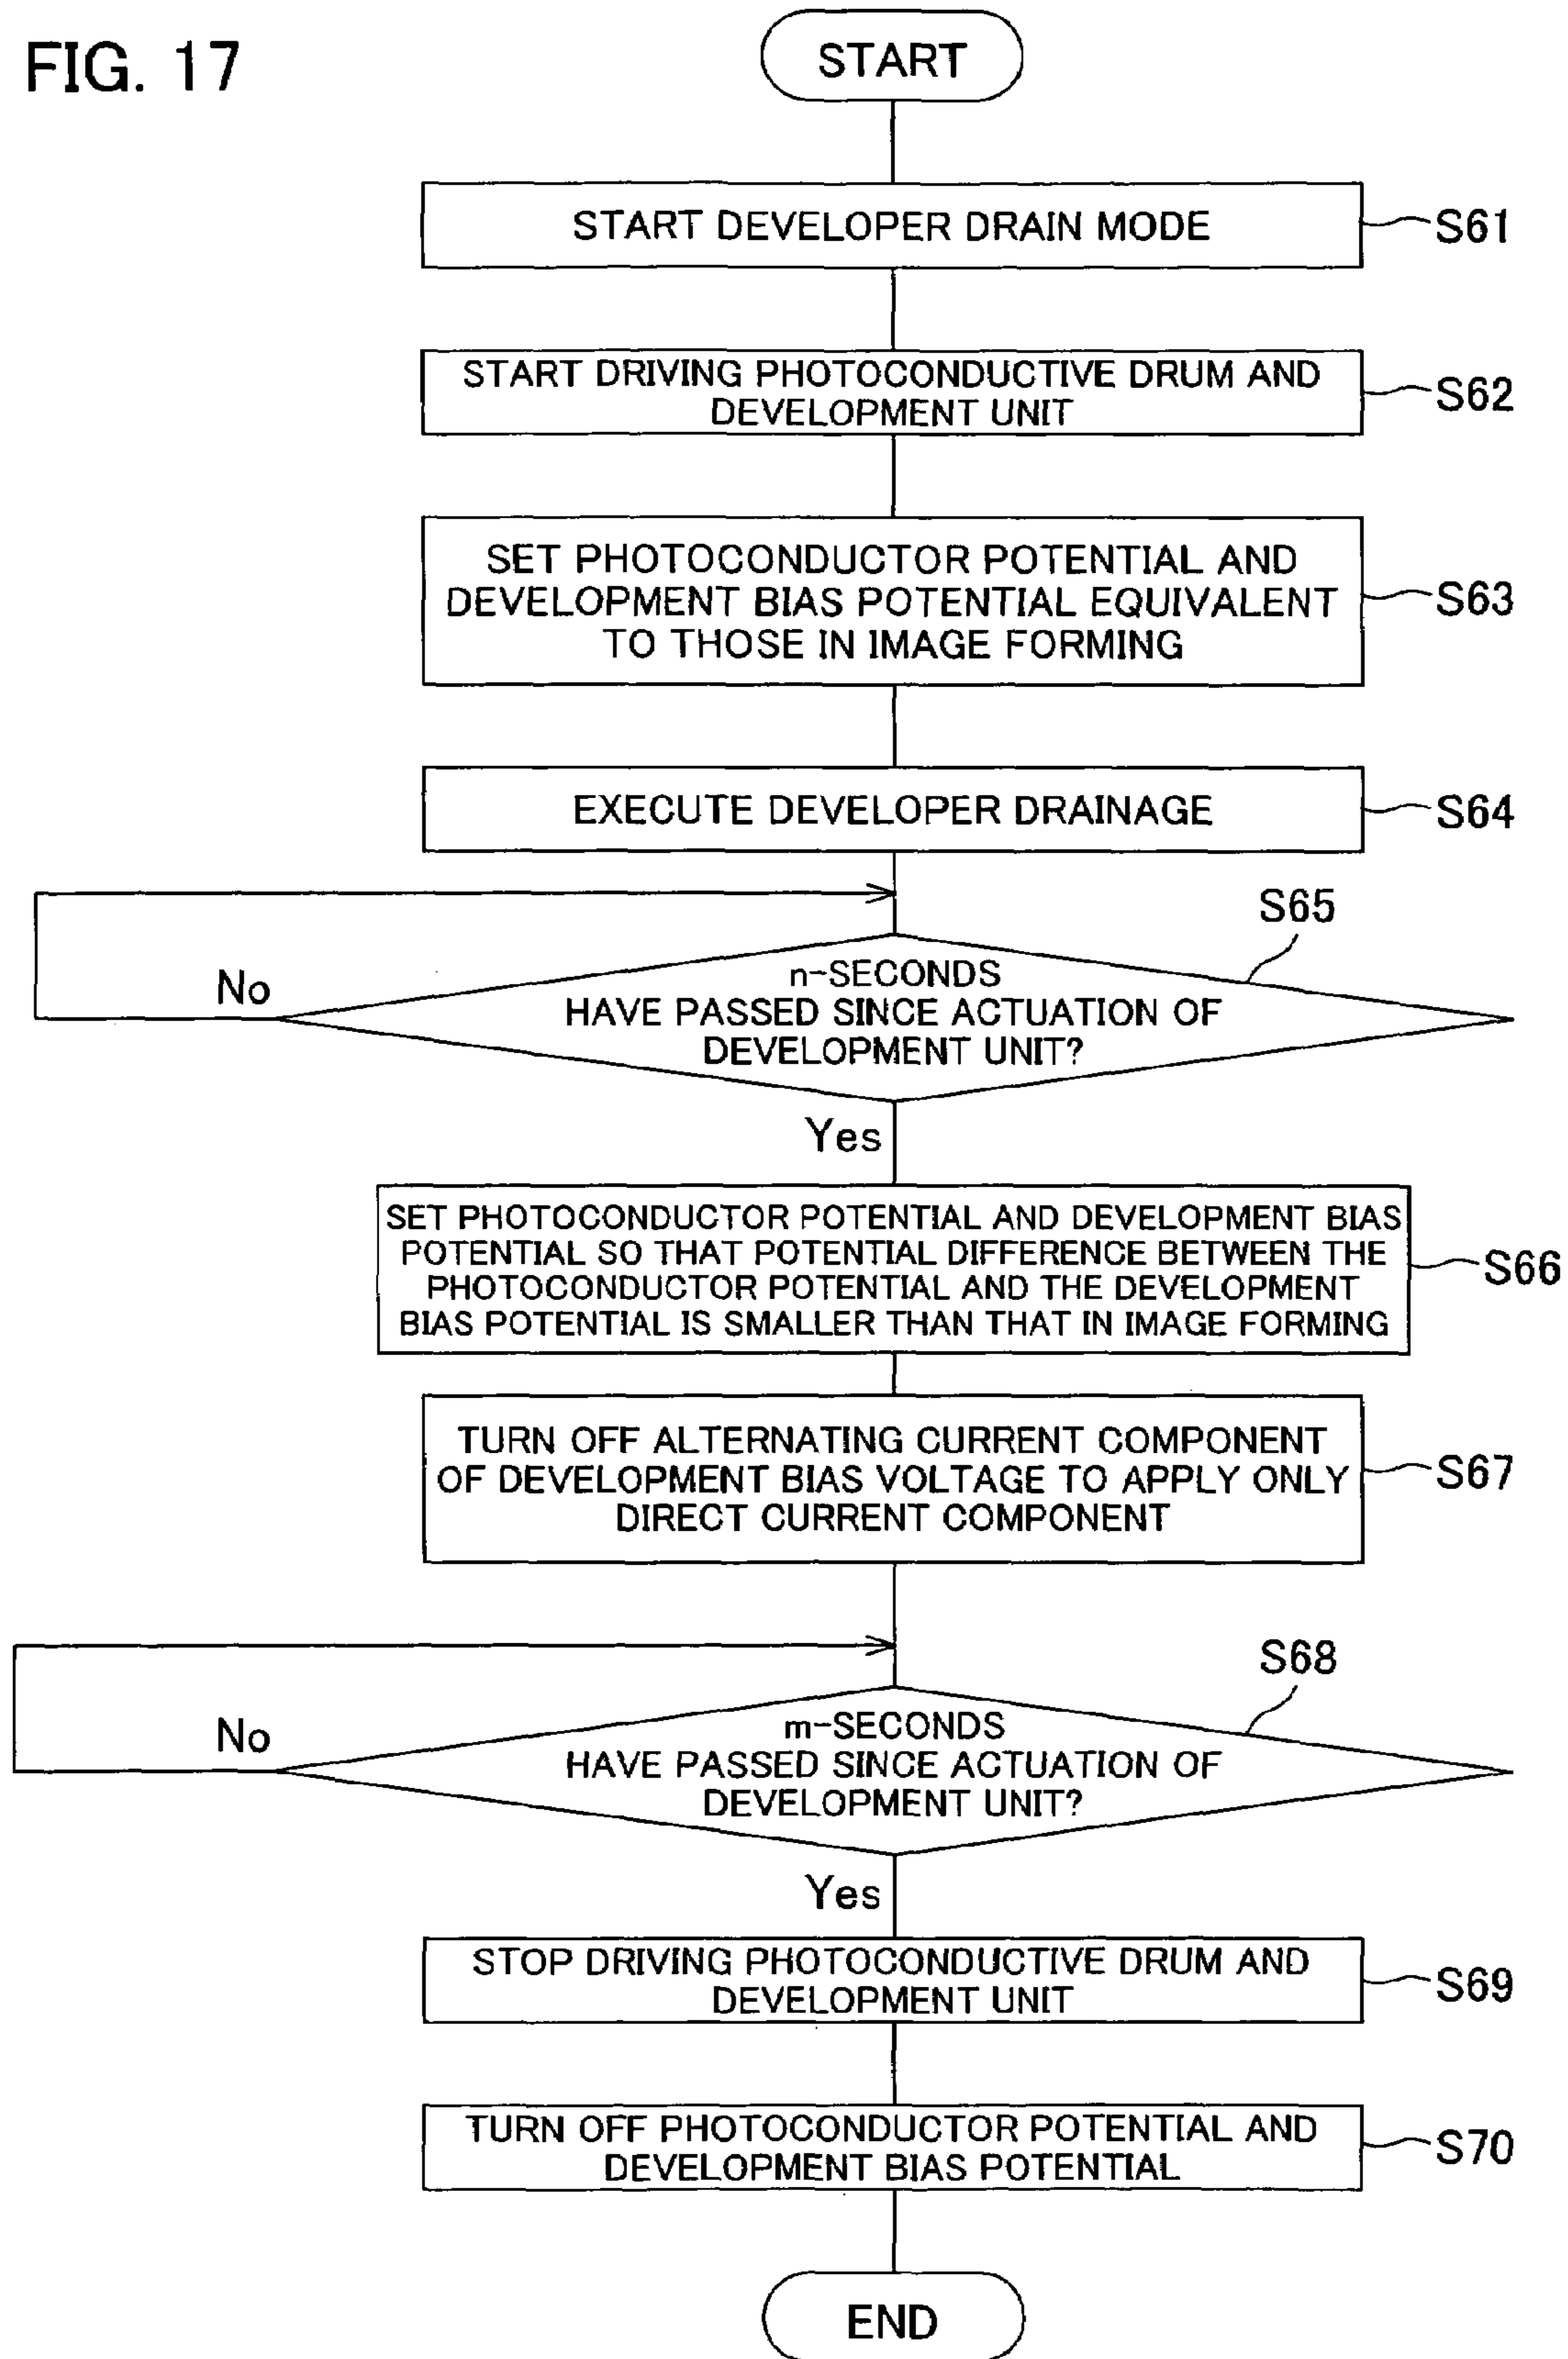 FIG. 17
START
START DEVELOPER DRAIN MODE
S61
START DRIVING PHOTOCONDUCTIVE DRUM AND
DEVELOPMENT UNIT
S62
SET PHOTOCONDUCTOR POTENTIAL AND
DEVELOPMENT BIAS POTENTIAL EQUIVALENT
TO THOSE IN IMAGE FORMING
S63
EXECUTE DEVELOPER DRAINAGE
S64
S65
No
n-SECONDS
HAVE PASSED SINCE ACTUATION OF
DEVELOPMENT UNIT?
Yes
SET PHOTOCONDUCTOR POTENTIAL AND DEVELOPMENT BIAS
POTENTIAL SO THAT POTENTIAL DIFFERENCE BETWEEN THE
PHOTOCONDUCTOR POTENTIAL AND THE DEVELOPMENT
BIAS POTENTIAL IS SMALLER THAN THAT IN IMAGE FORMING
S66
TURN OFF ALTERNATING CURRENT COMPONENT
OF DEVELOPMENT BIAS VOLTAGE TO APPLY ONLY
DIRECT CURRENT COMPONENT
S67
S68
No
m-SECONDS
HAVE PASSED SINCE ACTUATION OF
DEVELOPMENT UNIT?
Yes
STOP DRIVING PHOTOCONDUCTIVE DRUM AND
DEVELOPMENT UNIT
S69
TURN OFF PHOTOCONDUCTOR POTENTIAL AND
DEVELOPMENT BIAS POTENTIAL
S70
END